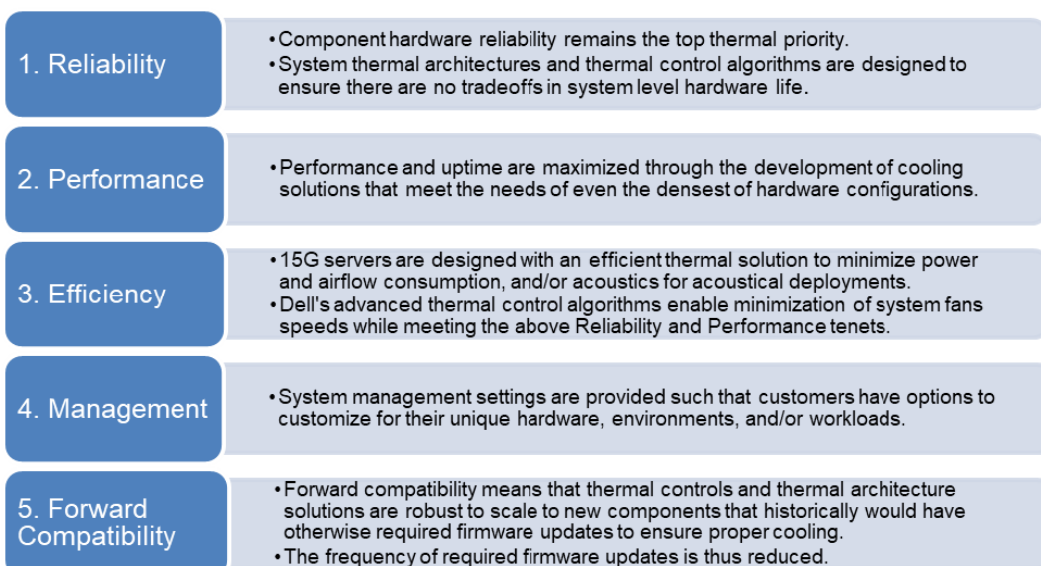 1. Reliability
•Component hardware reliability remains the top thermal priority.
•System thermal architectures and thermal control algorithms are designed to
ensure there are no tradeoffs in system level hardware life.
2. Performance
•Performance and uptime are maximized through the development of cooling
solutions that meet the needs of even the densest of hardware configurations.
3. Efficiency
•15G servers are designed with an efficient thermal solution to minimize power
and airflow consumption, and/or acoustics for acoustical deployments.
•Dell's advanced thermal control algorithms enable minimization of system fans
speeds while meeting the above Reliability and Performance tenets.
4. Management
•System management settings are provided such that customers have options to
customize for their unique hardware, environments, and/or workloads.
5. Forward
Compatibility
•Forward compatibility means that thermal controls and thermal architecture
solutions are robust to scale to new components that historically would have
otherwise required firmware updates to ensure proper cooling.
•The frequency of required firmware updates is thus reduced.